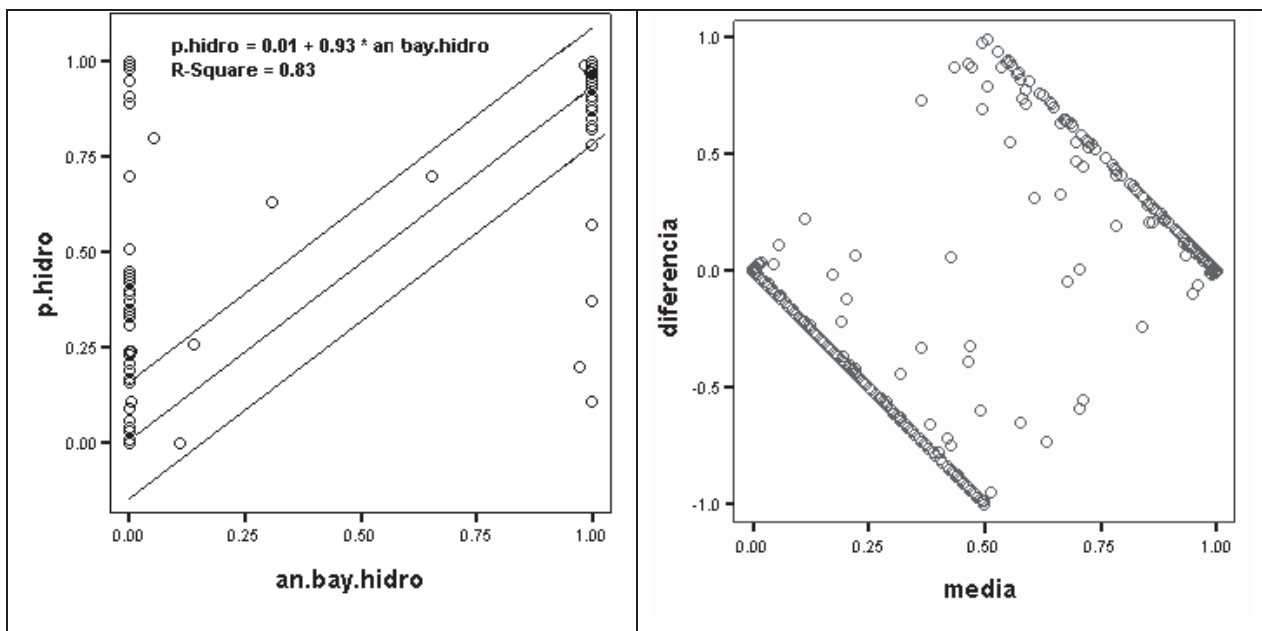 p.hidro = 0.01 + 0.93 * an bay.hidro
R-Square = 0.83
1.00
0.75
0.50
0.25
0.00
p.hidro
0.00 0.25 0.50 0.75 1.00
an.bay.hidro
1.0
0.5
0.0
-0.5
-1.0
diferencia
0.00 0.25 0.50 0.75 1.00
media